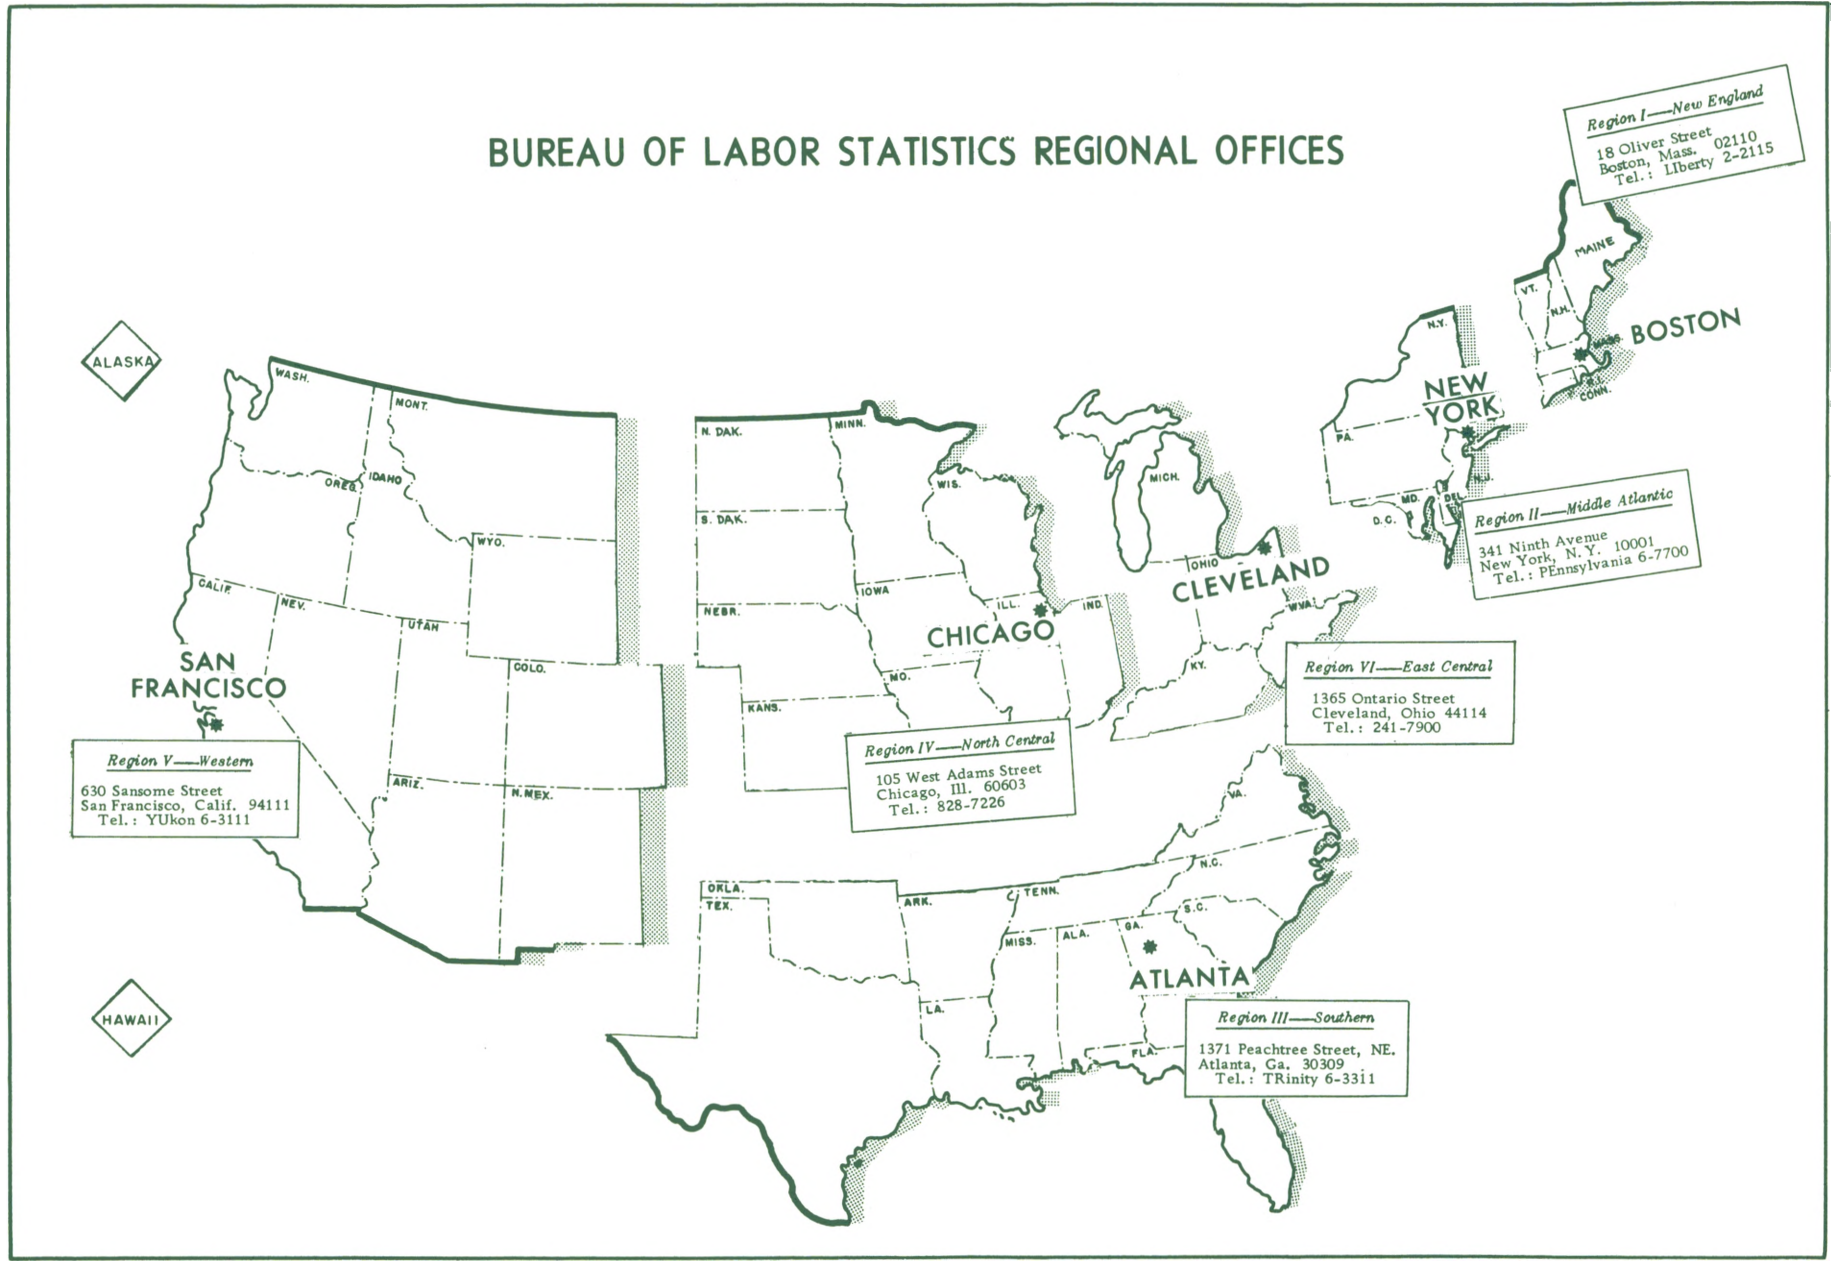 BUREAU OF LABOR STATISTICS REGIONAL OFFICES
Region I—New England
18 Oliver Street
Boston, Mass. 02110
Tel.: LIberty 2-2115
MAINE
VT.
N.H.
MASS.
BOSTON
R.I.
CONN.
N.Y.
NEW
YORK
PA.
N.J.
MD.
DEL.
D.C.
Region II—Middle Atlantic
341 Ninth Avenue
New York, N.Y. 10001
Tel.: PEnnsylvania 6-7700
ALASKA
WASH.
MONT.
OREG.
IDAHO
WYO.
CALIF.
NEV.
UTAH
COLO.
SAN
FRANCISCO
Region V—Western
630 Sansome Street
San Francisco, Calif. 94111
Tel.: YUkon 6-3111
ARIZ.
N.MEX.
HAWAII
N. DAK.
MINN.
S. DAK.
WIS.
IOWA
NEBR.
ILL.
IND.
CHICAGO
MO.
KANS.
Region IV—North Central
105 West Adams Street
Chicago, Ill. 60603
Tel.: 828-7226
MICH.
OHIO
CLEVELAND
W.VA.
KY.
Region VI—East Central
1365 Ontario Street
Cleveland, Ohio 44114
Tel.: 241-7900
VA.
N.C.
OKLA.
TEX.
ARK.
TENN.
S.C.
MISS.
ALA.
GA.
ATLANTA
LA.
FLA.
Region III—Southern
1371 Peachtree Street, NE.
Atlanta, Ga. 30309
Tel.: TRinity 6-3311